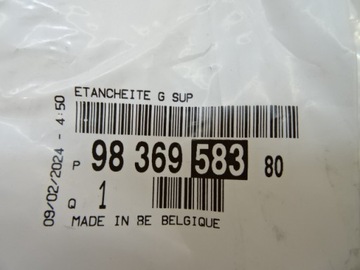 ETANCHEITE G SUP
P 98 369 583 80
Q 1
MADE IN BE BELGIQUE
09/02/2024 - 4:50